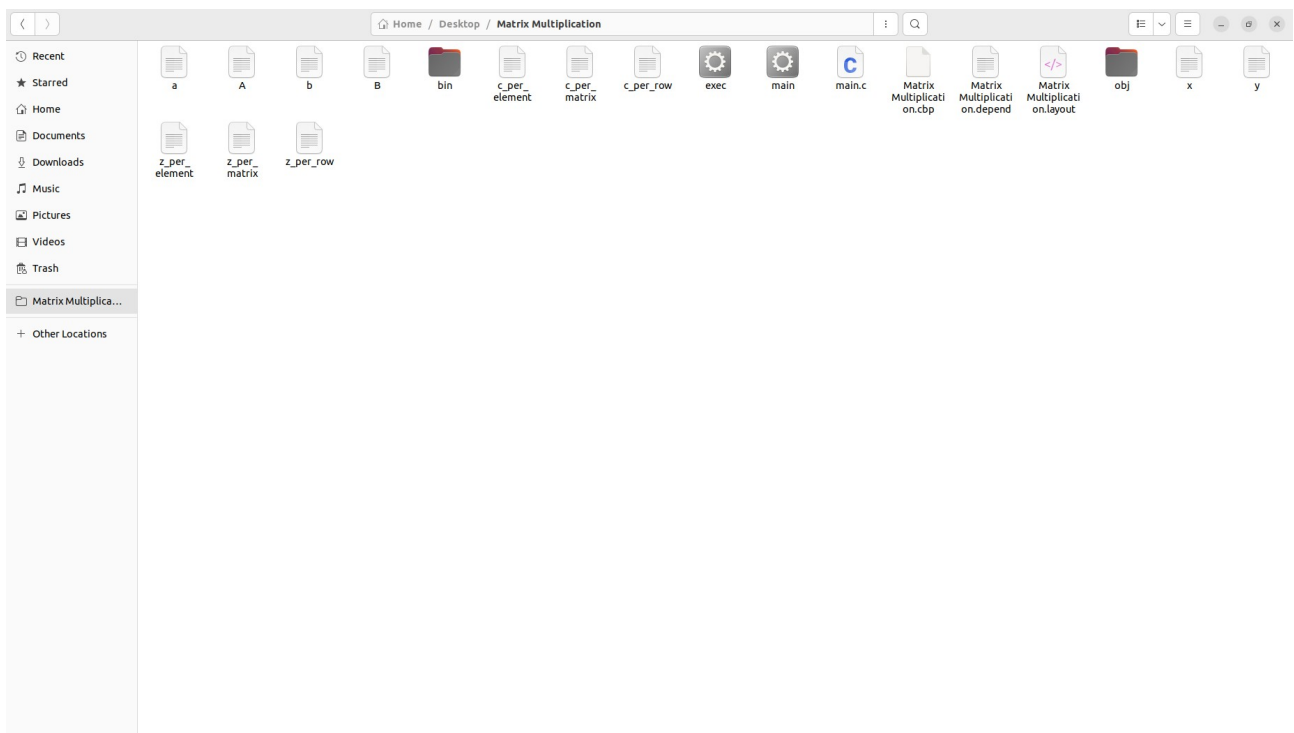 Home / Desktop / Matrix Multiplication
Recent
Starred
Home
Documents
Downloads
Music
Pictures
Videos
Trash
Matrix Multiplica...
+ Other Locations
a
A
b
B
bin
c_per_
element
c_per_
matrix
c_per_row
exec
main
C
main.c
Matrix
Multiplicati
on.cbp
Matrix
Multiplicati
on.depend
</>
Matrix
Multiplicati
on.layout
obj
x
y
z_per_
element
z_per_
matrix
z_per_row